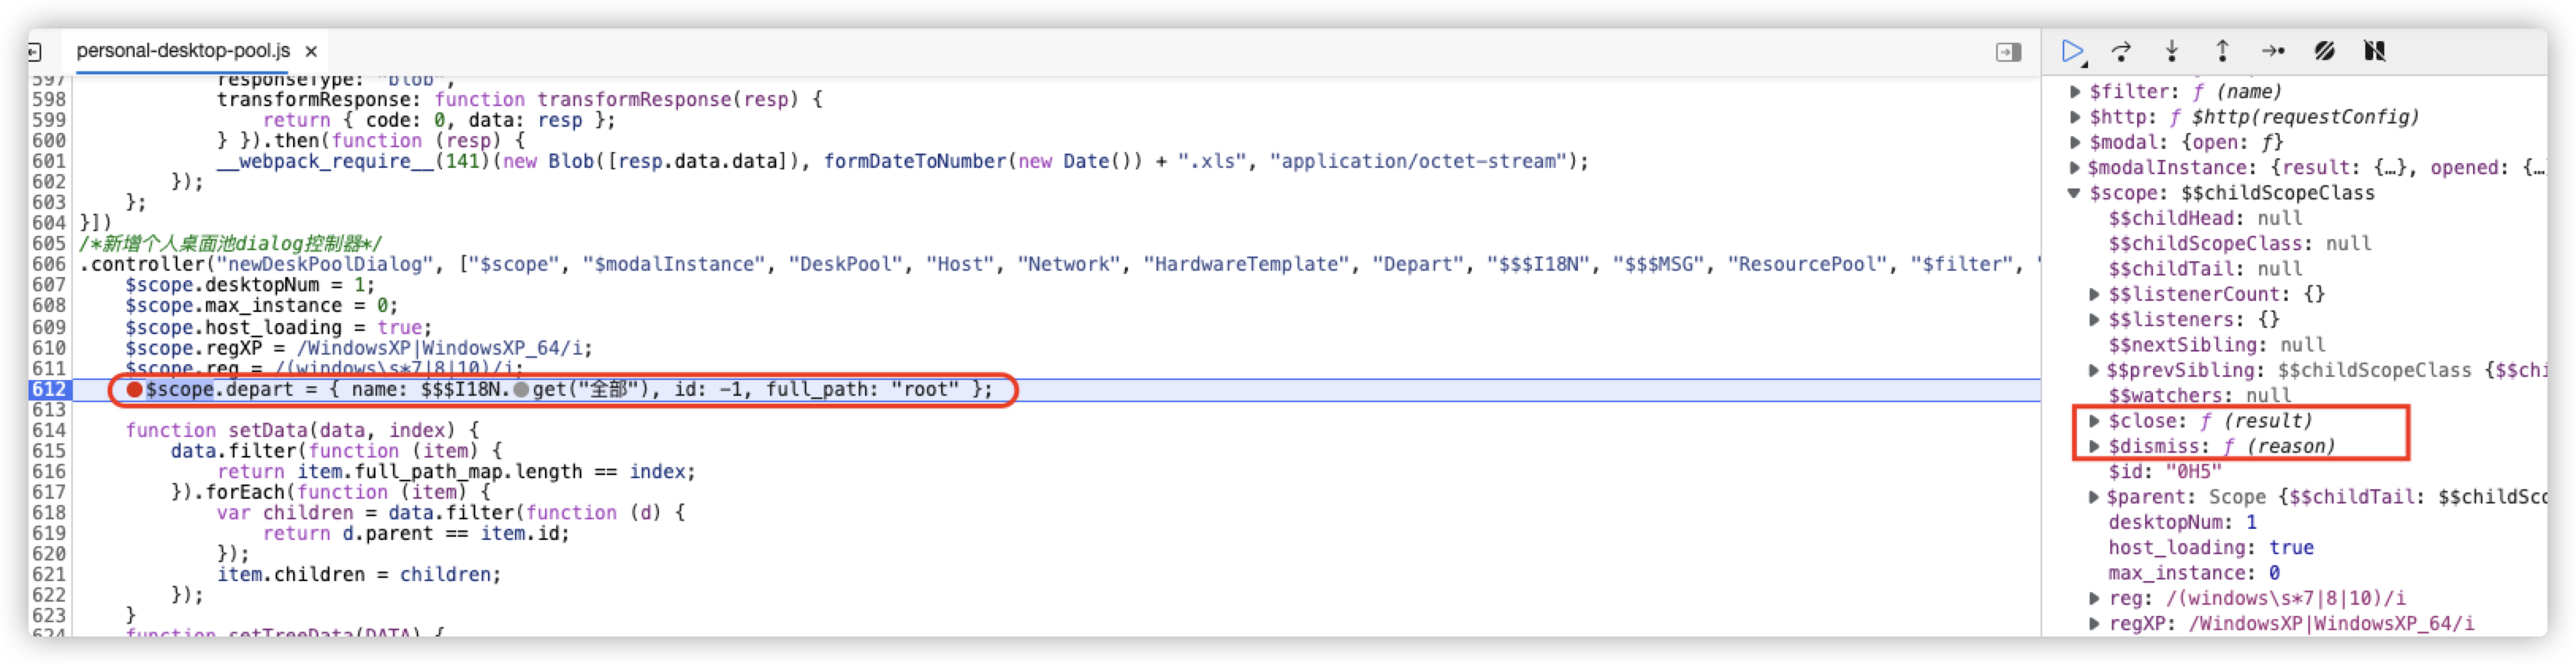 personal-desktop-pool.js ×
597 responseType: "blob",
598 transformResponse: function transformResponse(resp) {
599 return { code: 0, data: resp };
600 } }).then(function (resp) {
601 __webpack_require__(141)(new Blob([resp.data.data]), formDateToNumber(new Date()) + ".xls", "application/octet-stream");
602 });
603 };
604 }])
605 /*新增个人桌面池dialog控制器*/
606 .controller("newDeskPoolDialog", ["$scope", "$modalInstance", "DeskPool", "Host", "Network", "HardwareTemplate", "Depart", "$$$I18N", "$$$MSG", "ResourcePool", "$filter", "
607 $scope.desktopNum = 1;
608 $scope.max_instance = 0;
609 $scope.host_loading = true;
610 $scope.regXP = /WindowsXP|WindowsXP_64/i;
611 $scope.reg = /(windows\s*7|8|10)/i;
612 $scope.depart = { name: $$$I18N.get("全部"), id: -1, full_path: "root" };
613
614 function setData(data, index) {
615 data.filter(function (item) {
616 return item.full_path_map.length == index;
617 }).forEach(function (item) {
618 var children = data.filter(function (d) {
619 return d.parent == item.id;
620 });
621 item.children = children;
622 });
623 }
624 function setTreeData(DATA) {
$filter: ƒ (name)
$http: ƒ $http(requestConfig)
$modal: {open: ƒ}
$modalInstance: {result: {…}, opened: {…
$scope: $$childScopeClass
$$childHead: null
$$childScopeClass: null
$$childTail: null
$$listenerCount: {}
$$listeners: {}
$$nextSibling: null
$$prevSibling: $$childScopeClass {$$chi
$$watchers: null
$close: ƒ (result)
$dismiss: ƒ (reason)
$id: "0H5"
$parent: Scope {$$childTail: $$childSco
desktopNum: 1
host_loading: true
max_instance: 0
reg: /(windows\s*7|8|10)/i
regXP: /WindowsXP|WindowsXP_64/i